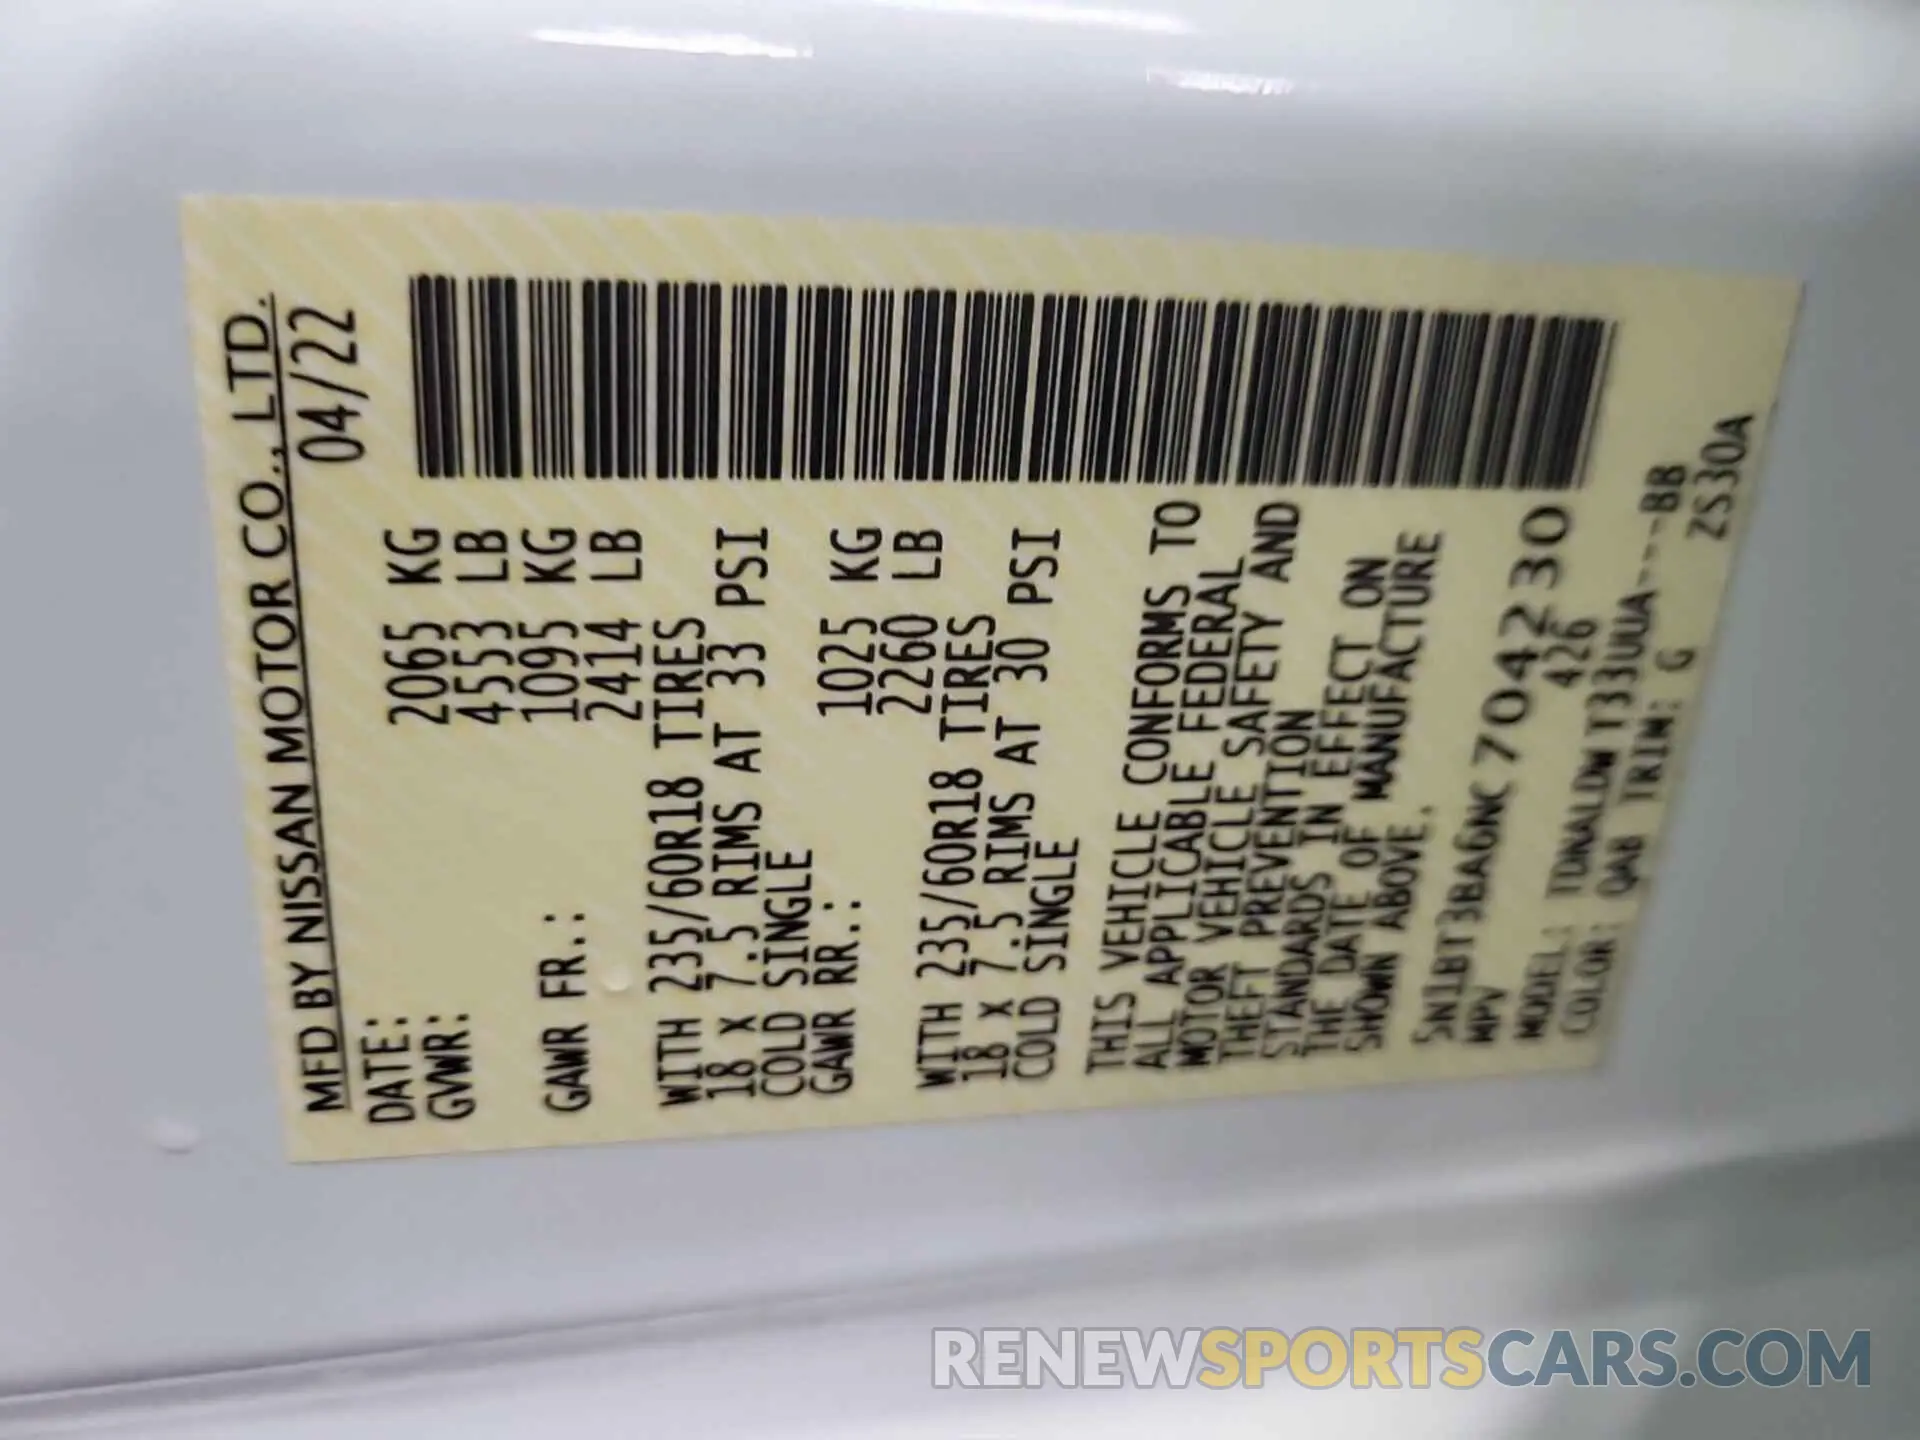 MFD BY NISSAN MOTOR CO., LTD.
DATE: 04/22
GVWR: 2065 KG
4553 LB
GAWR FR.: 1095 KG
2414 LB
WITH 235/60R18 TIRES
18 X 7.5 RIMS AT 33 PSI
COLD SINGLE
GAWR RR.: 1025 KG
2260 LB
WITH 235/60R18 TIRES
18 X 7.5 RIMS AT 30 PSI
COLD SINGLE
THIS VEHICLE CONFORMS TO
ALL APPLICABLE FEDERAL
MOTOR VEHICLE SAFETY AND
THEFT PREVENTION
STANDARDS IN EFFECT ON
THE DATE OF MANUFACTURE
SHOWN ABOVE.
5N1BT3BA6NC704230
MPV 426
MODEL: TDNALDWT33UUA---BB
COLOR: QAB TRIM: G ZS30A
RENEWSPORTSCARS.COM